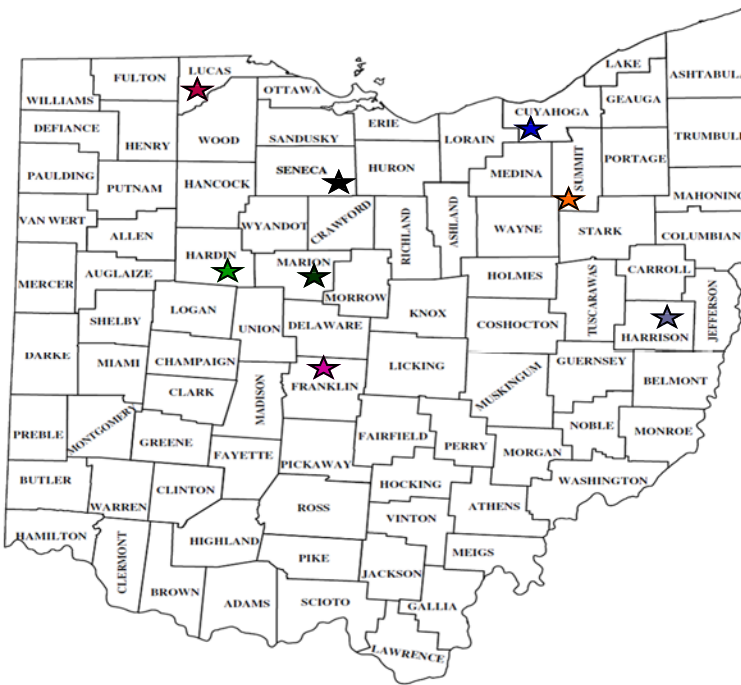 LAKE
ASHTABUL
LUCAS
FULTON
OTTAWA
GEAUGA
WILLIAMS
CUYAHOGA
ERIE
DEFIANCE
HENRY
WOOD
SANDUSKY
LORAIN
TRUMBULL
SENECA
HURON
MEDINA
SUMMIT
PORTAGE
PAULDING
PUTNAM
HANCOCK
MAHONING
VAN WERT
ALLEN
WYANDOT
CRAWFORD
RICHLAND
ASHLAND
WAYNE
STARK
COLUMBIAN
HARDIN
MARION
MERCER
AUGLAIZE
HOLMES
CARROLL
LOGAN
MORROW
KNOX
TUSCARAWAS
JEFFERSON
SHELBY
UNION
DELAWARE
COSHOCTON
HARRISON
DARKE
MIAMI
CHAMPAIGN
LICKING
GUERNSEY
CLARK
MADISON
FRANKLIN
MUSKINGUM
BELMONT
PREBLE
MONTGOMERY
GREENE
FAIRFIELD
PERRY
NOBLE
MONROE
FAYETTE
PICKAWAY
MORGAN
BUTLER
WARREN
CLINTON
HOCKING
WASHINGTON
ROSS
VINTON
ATHENS
HAMILTON
CLERMONT
HIGHLAND
PIKE
MEIGS
JACKSON
BROWN
ADAMS
SCIOTO
GALLIA
LAWRENCE